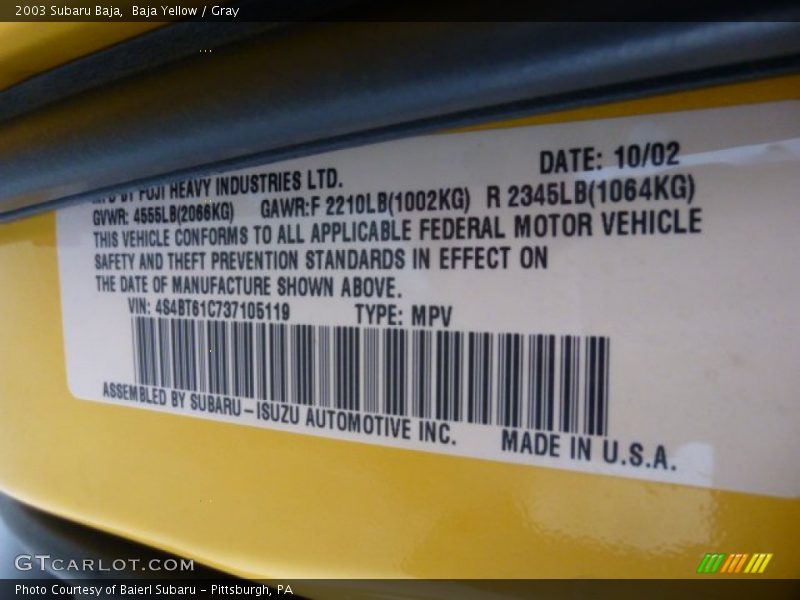 2003 Subaru Baja, Baja Yellow / Gray
DATE: 10/02
MFD BY FUJI HEAVY INDUSTRIES LTD.
GVWR: 4555LB(2066KG) GAWR:F 2210LB(1002KG) R 2345LB(1064KG)
THIS VEHICLE CONFORMS TO ALL APPLICABLE FEDERAL MOTOR VEHICLE
SAFETY AND THEFT PREVENTION STANDARDS IN EFFECT ON
THE DATE OF MANUFACTURE SHOWN ABOVE.
VIN: 4S4BT61C737105119 TYPE: MPV
ASSEMBLED BY SUBARU-ISUZU AUTOMOTIVE INC. MADE IN U.S.A.
GTCARLOT.COM
Photo Courtesy of Baierl Subaru - Pittsburgh, PA